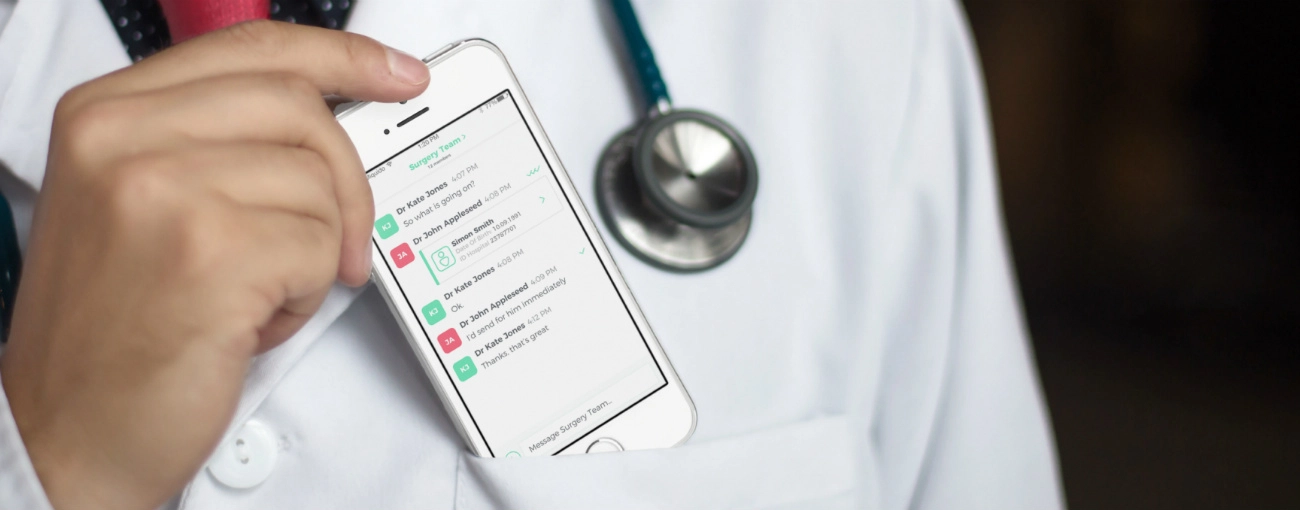 1:20 PM
77%
Surgery Team >
12 members
Dr Kate Jones 4:07 PM
KJ So what is going on?
Dr John Appleseed 4:08 PM
JA
Simon Smith
Date Of Birth 10.09.1991
ID Hospital 23767701
Dr Kate Jones 4:08 PM
KJ Ok.
Dr John Appleseed 4:09 PM
JA I'd send for him immediately
Dr Kate Jones 4:12 PM
KJ Thanks, that's great
Message Surgery Team...